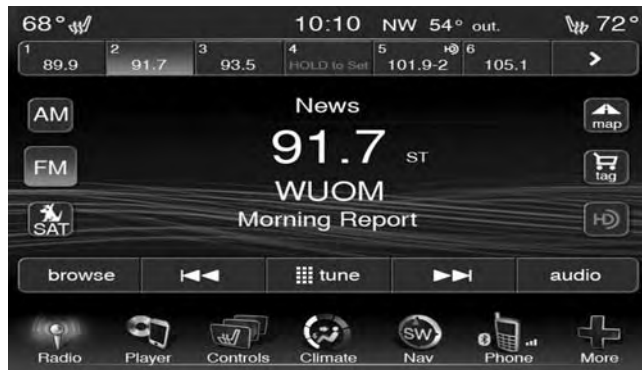 68° 10:10 NW 54° out. 72°
1 89.9 2 91.7 3 93.5 4 HOLD to Set 5 101.9-2 HD 6 105.1 >
AM News map
FM 91.7 ST tag
WUOM
SAT Morning Report HD
browse tune audio
Radio Player Controls Climate SW Nav Phone More